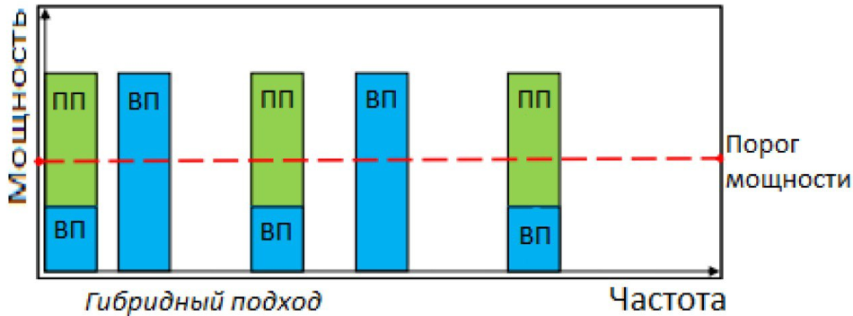 Мощность
ПП ВП ПП ВП ПП
Порог
мощности
ВП ВП ВП
Гибридный подход
Частота